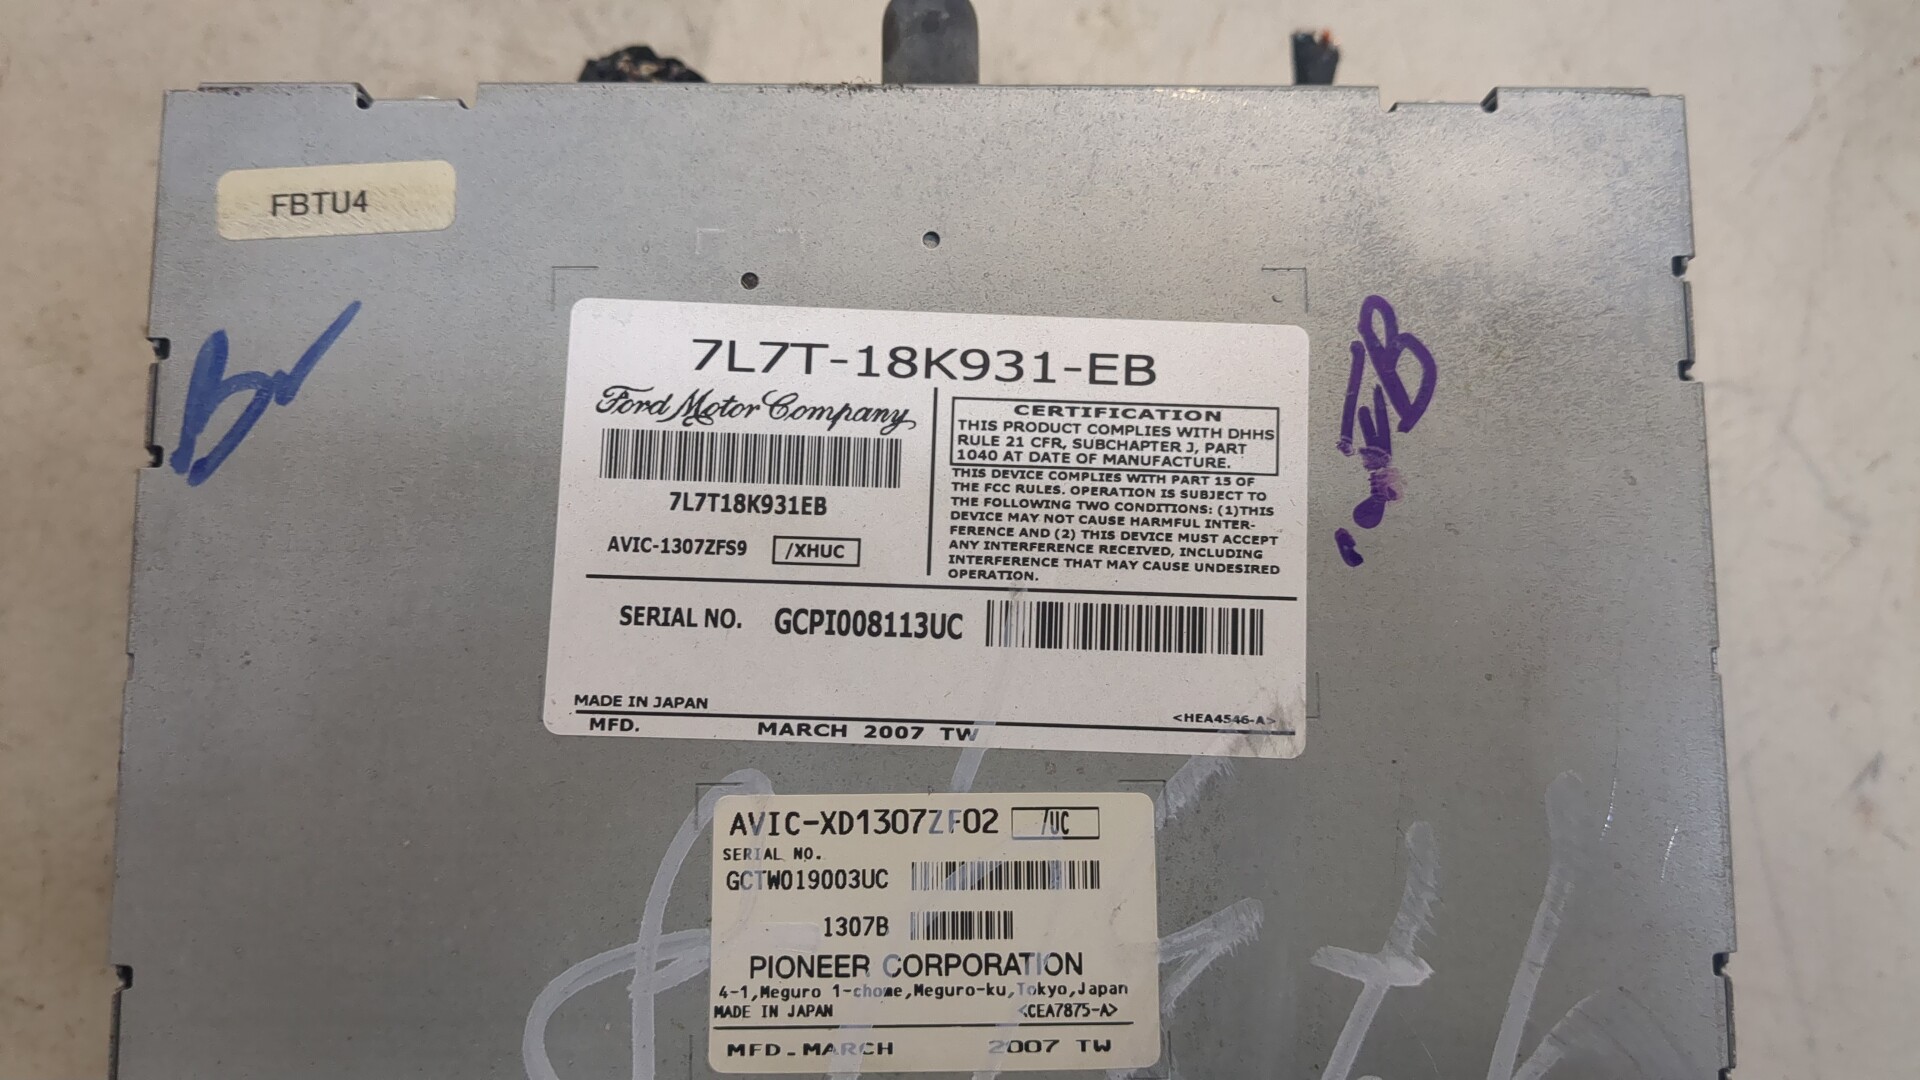 FBTU4
7L7T-18K931-EB
Ford Motor Company
7L7T18K931EB
AVIC-1307ZFS9 /XHUC
CERTIFICATION
THIS PRODUCT COMPLIES WITH DHHS
RULE 21 CFR, SUBCHAPTER J, PART
1040 AT DATE OF MANUFACTURE.
THIS DEVICE COMPLIES WITH PART 15 OF
THE FCC RULES. OPERATION IS SUBJECT TO
THE FOLLOWING TWO CONDITIONS: (1)THIS
DEVICE MAY NOT CAUSE HARMFUL INTER-
FERENCE AND (2) THIS DEVICE MUST ACCEPT
ANY INTERFERENCE RECEIVED, INCLUDING
INTERFERENCE THAT MAY CAUSE UNDESIRED
OPERATION.
SERIAL NO. GCPI008113UC
MADE IN JAPAN
<HEA4546-A>
MFD. MARCH 2007 TW
AVIC-XD1307ZF02 /UC
SERIAL NO.
GCTW019003UC
1307B
PIONEER CORPORATION
4-1,Meguro 1-chome,Meguro-ku,Tokyo,Japan
MADE IN JAPAN <CEA7875-A>
MFD.MARCH 2007 TW